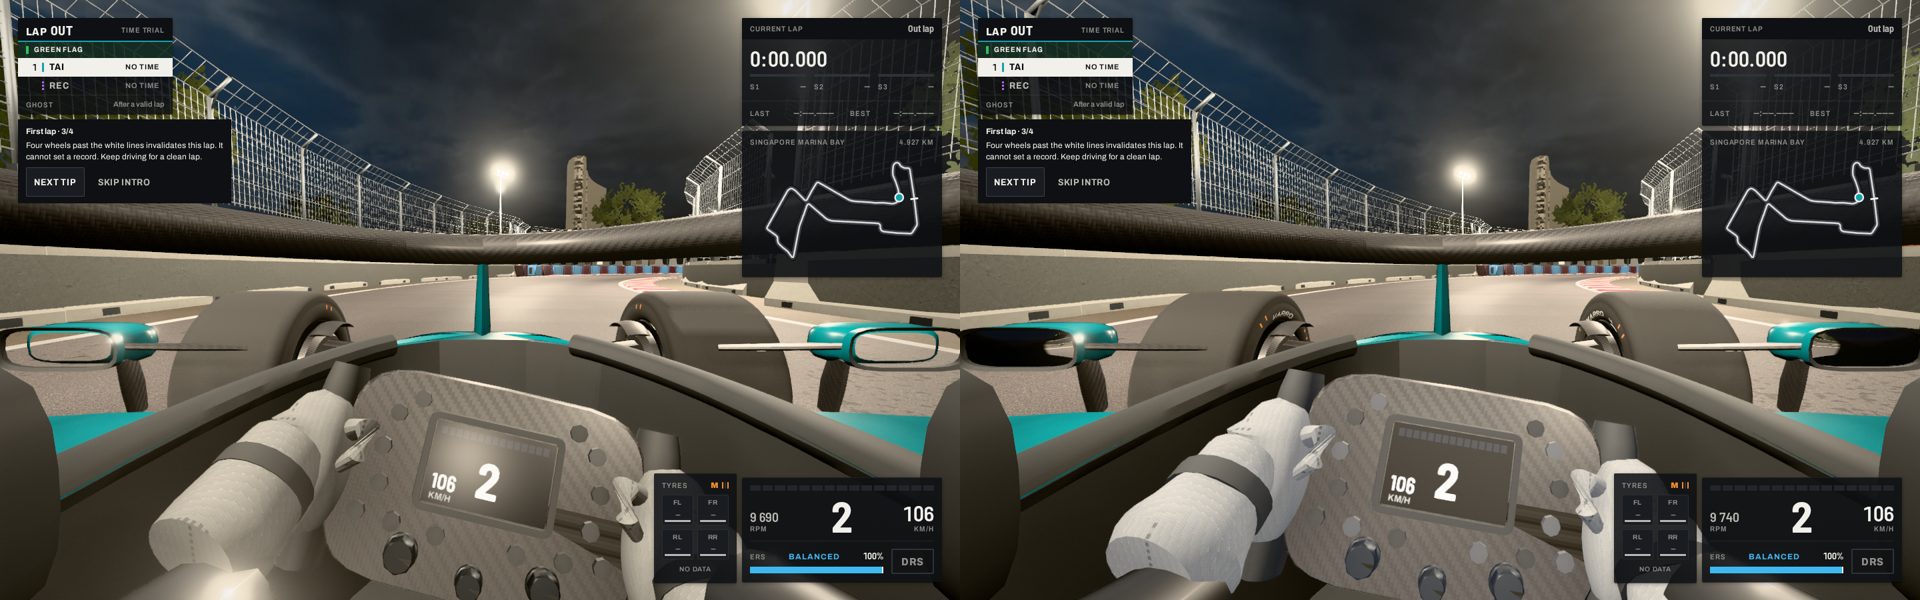 LAP OUT TIME TRIAL
GREEN FLAG
1 TAI NO TIME
REC NO TIME
GHOST After a valid lap
First lap · 3/4
Four wheels past the white lines invalidates this lap. It
cannot set a record. Keep driving for a clean lap.
NEXT TIP SKIP INTRO
CURRENT LAP Out lap
0:00.000
S1 – S2 – S3 –
LAST –:––.––– BEST –:––.–––
SINGAPORE MARINA BAY 4.927 KM
106
KM/H
2
TYRES M
FL FR
– –
RL RR
– –
NO DATA
9 690
RPM
2
106
KM/H
ERS BALANCED 100% DRS
LAP OUT TIME TRIAL
GREEN FLAG
1 TAI NO TIME
REC NO TIME
GHOST After a valid lap
First lap · 3/4
Four wheels past the white lines invalidates this lap. It
cannot set a record. Keep driving for a clean lap.
NEXT TIP SKIP INTRO
CURRENT LAP Out lap
0:00.000
S1 – S2 – S3 –
LAST –:––.––– BEST –:––.–––
SINGAPORE MARINA BAY 4.927 KM
106
KM/H
2
TYRES M
FL FR
– –
RL RR
– –
NO DATA
9 740
RPM
2
106
KM/H
ERS BALANCED 100% DRS